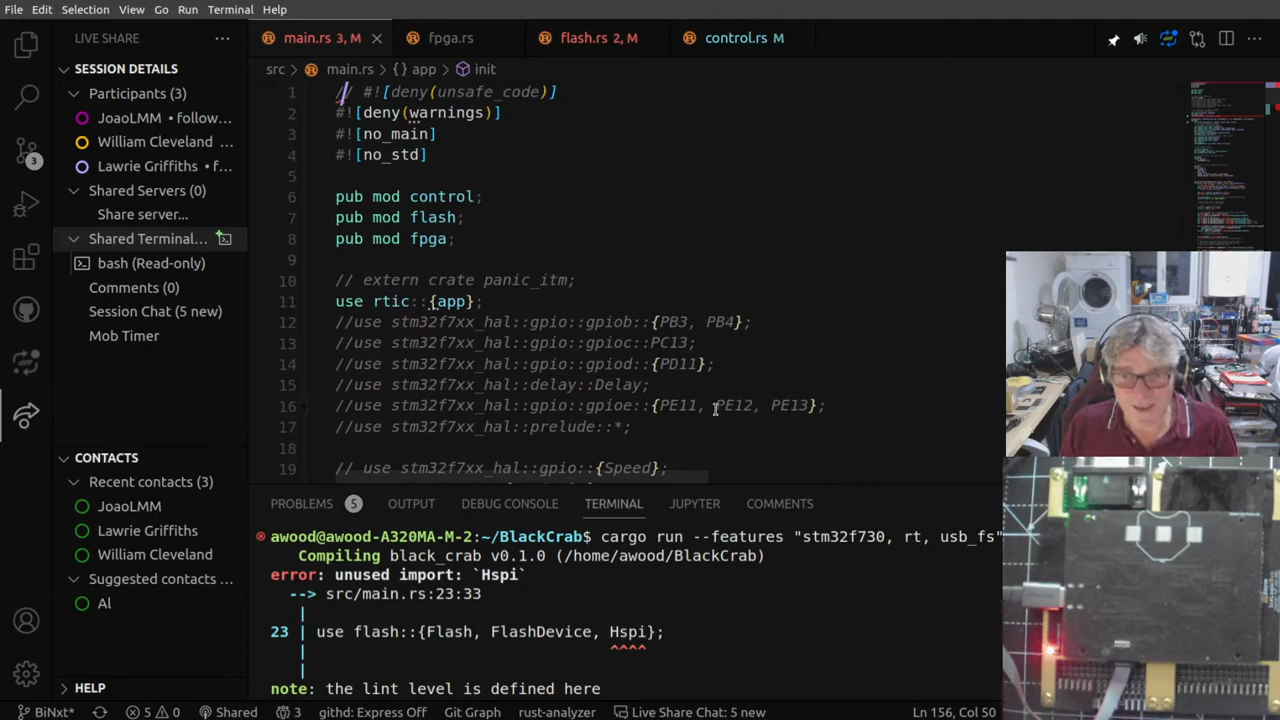 File Edit Selection View Go Run Terminal Help
LIVE SHARE
main.rs 3, M
fpga.rs
flash.rs 2, M
control.rs M
src > main.rs > {} app > init
SESSION DETAILS
Participants (3)
JoaoLMM • follow...
William Cleveland ...
Lawrie Griffiths • f...
Shared Servers (0)
Share server...
Shared Terminal...
bash (Read-only)
Comments (0)
Session Chat (5 new)
Mob Timer
CONTACTS
Recent contacts (3)
JoaoLMM
Lawrie Griffiths
William Cleveland
Suggested contacts ...
Al
HELP
3
1 // #![deny(unsafe_code)]
2 #![deny(warnings)]
3 #![no_main]
4 #![no_std]
5
6 pub mod control;
7 pub mod flash;
8 pub mod fpga;
9
10 // extern crate panic_itm;
11 use rtic::{app};
12 //use stm32f7xx_hal::gpio::gpiob::{PB3, PB4};
13 //use stm32f7xx_hal::gpio::gpioc::PC13;
14 //use stm32f7xx_hal::gpio::gpiod::{PD11};
15 //use stm32f7xx_hal::delay::Delay;
16 //use stm32f7xx_hal::gpio::gpioe::{PE11, PE12, PE13};
17 //use stm32f7xx_hal::prelude::*;
18
19 // use stm32f7xx_hal::gpio::{Speed};
PROBLEMS 5 OUTPUT DEBUG CONSOLE TERMINAL JUPYTER COMMENTS
awood@awood-A320MA-M-2:~/BlackCrab$ cargo run --features "stm32f730, rt, usb_fs"
Compiling black_crab v0.1.0 (/home/awood/BlackCrab)
error: unused import: `Hspi`
--> src/main.rs:23:33
|
23 | use flash::{Flash, FlashDevice, Hspi};
| ^^^^
|
note: the lint level is defined here
BiNxt* 5 0 Shared 3 githd: Express Off Git Graph rust-analyzer Live Share Chat: 5 new Ln 156, Col 50